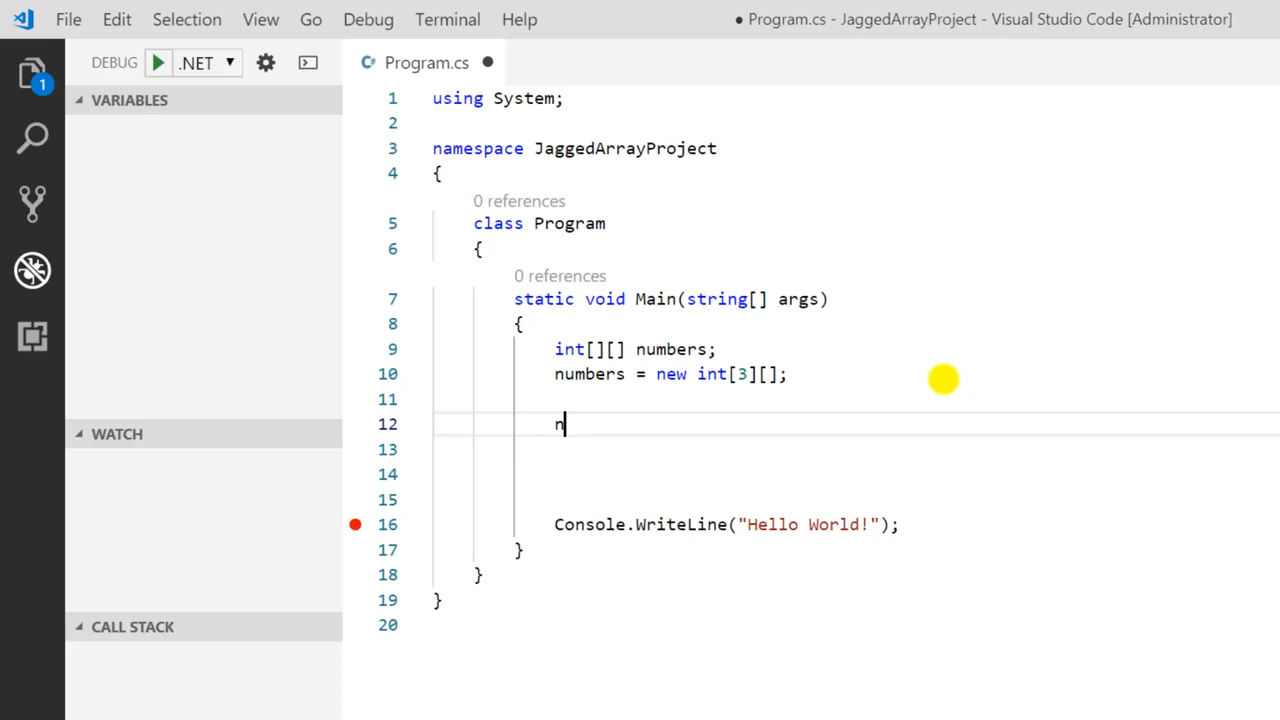 File Edit Selection View Go Debug Terminal Help
● Program.cs - JaggedArrayProject - Visual Studio Code [Administrator]
DEBUG .NET
Program.cs
1
VARIABLES
WATCH
CALL STACK
1 using System;
2
3 namespace JaggedArrayProject
4 {
0 references
5 class Program
6 {
0 references
7 static void Main(string[] args)
8 {
9 int[][] numbers;
10 numbers = new int[3][];
11
12 n
13
14
15
16 Console.WriteLine("Hello World!");
17 }
18 }
19 }
20